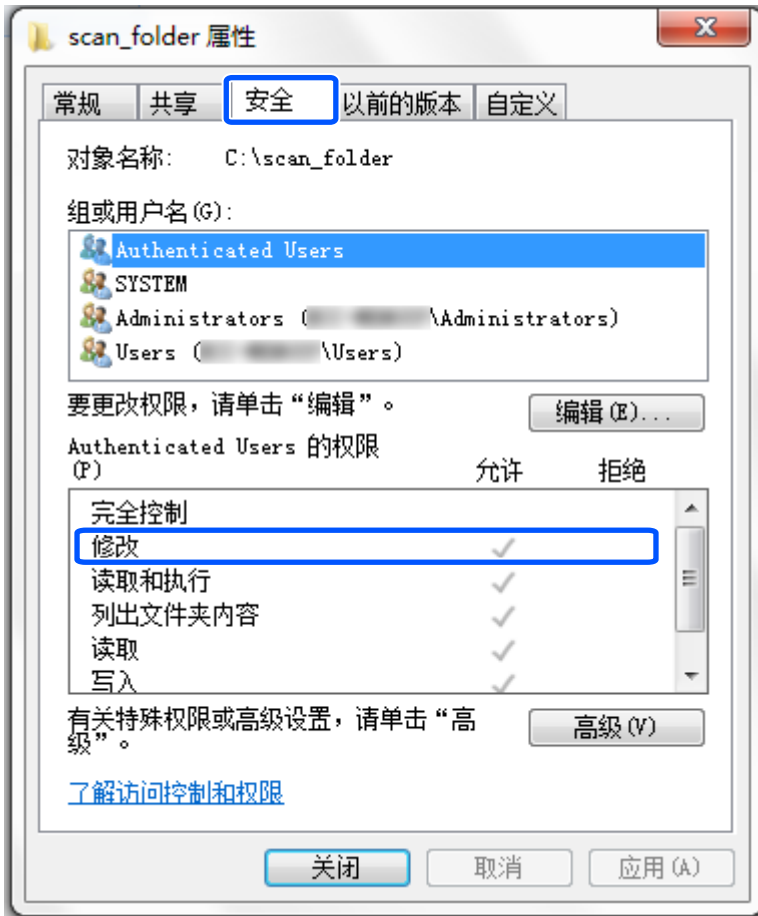 scan_folder 属性
常规 共享 安全 以前的版本 自定义
对象名称: C:\scan_folder
组或用户名(G):
Authenticated Users
SYSTEM
Administrators ( \Administrators)
Users ( \Users)
要更改权限，请单击“编辑”。 编辑(E)...
Authenticated Users 的权限
(P) 允许 拒绝
完全控制
修改
读取和执行
列出文件夹内容
读取
写入
有关特殊权限或高级设置，请单击“高
级”。 高级(V)
了解访问控制和权限
关闭 取消 应用(A)